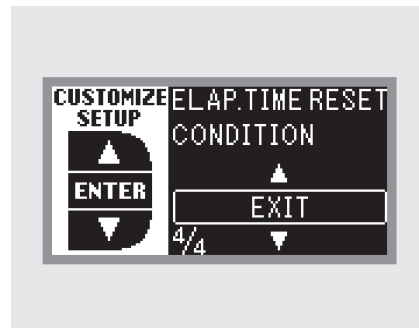 CUSTOMIZE
SETUP
ENTER
ELAP.TIME RESET
CONDITION
EXIT
4/4